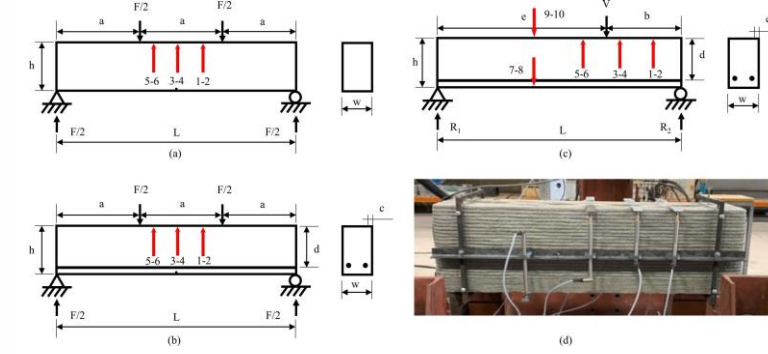 F/2 F/2
a a a
h
5-6 3-4 1-2
w
F/2 L F/2
(a)
V
e 9-10 b
h d
7-8 5-6 3-4 1-2
w
R1 L R2
(c)
F/2 F/2
a a a c
h d
5-6 3-4 1-2
w
F/2 L F/2
(b)
(d)